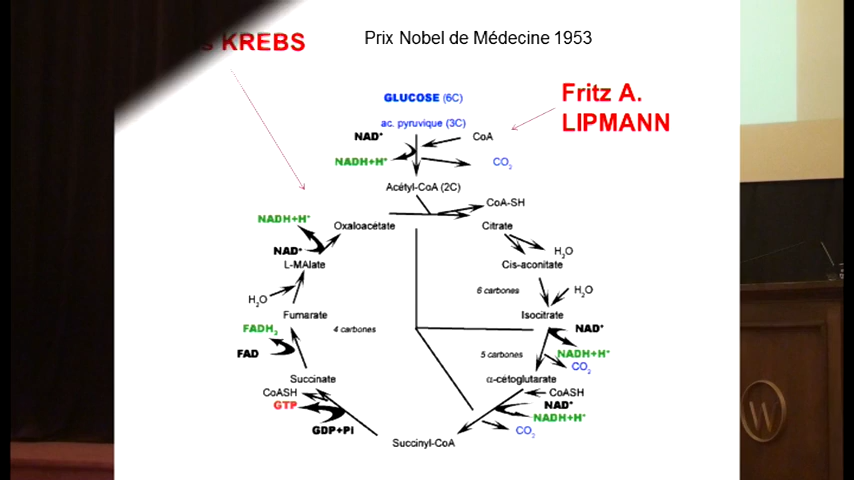 KREBS
Prix Nobel de Médecine 1953
Fritz A.
LIPMANN
GLUCOSE (6C)
ac. pyruvique (3C)
NAD⁺
CoA
NADH+H⁺
CO₂
Acétyl-CoA (2C)
CoA-SH
NADH+H⁺
Oxaloacétate
Citrate
NAD⁺
H₂O
L-MAlate
Cis-aconitate
H₂O
6 carbones
H₂O
Fumarate
Isocitrate
FADH₂
4 carbones
NAD⁺
FAD
5 carbones
NADH+H⁺
CO₂
Succinate
α-cétoglutarate
CoASH
CoASH
GTP
NAD⁺
NADH+H⁺
GDP+Pi
CO₂
Succinyl-CoA
W